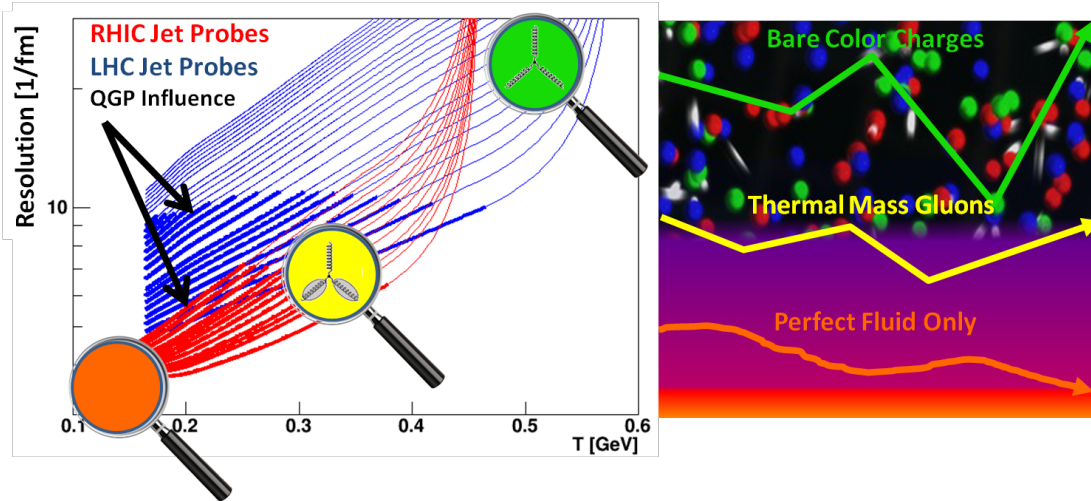 RHIC Jet Probes
LHC Jet Probes
QGP Influence
Resolution [1/fm]
10
0.1
0.2
0.3
0.4
0.5
0.6
T [GeV]
Bare Color Charges
Thermal Mass Gluons
Perfect Fluid Only